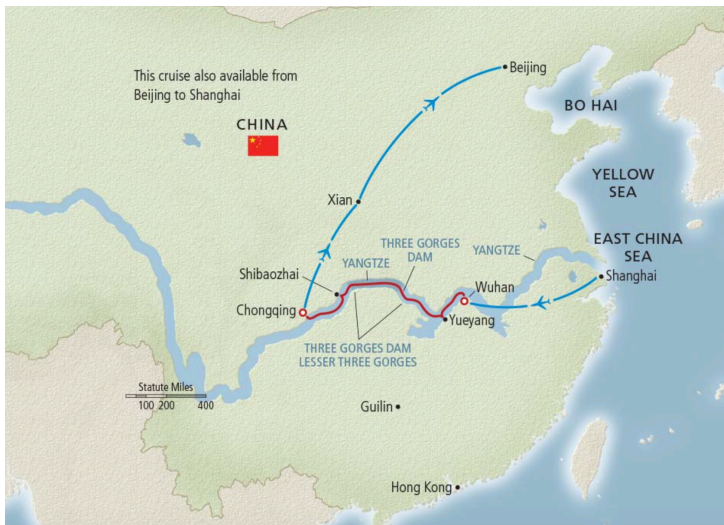 This cruise also available from
Beijing to Shanghai
Beijing
CHINA
BO HAI
YELLOW
SEA
Xian
THREE GORGES
DAM
YANGTZE
YANGTZE
EAST CHINA
SEA
Shibaozhai
Shanghai
Wuhan
Chongqing
Yueyang
THREE GORGES DAM
LESSER THREE GORGES
Statute Miles
100 200 400
Guilin
Hong Kong